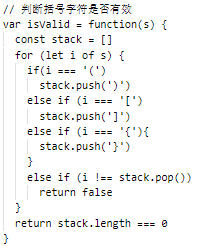 // 判断括号字符是否有效
var isValid = function(s) {
  const stack = []
  for (let i of s) {
    if(i === '(')
      stack.push(')')
    else if (i === '[')
      stack.push(']')
    else if (i === '{'){
      stack.push('}')
    }
    else if (i !== stack.pop())
      return false
  }
  return stack.length === 0
}